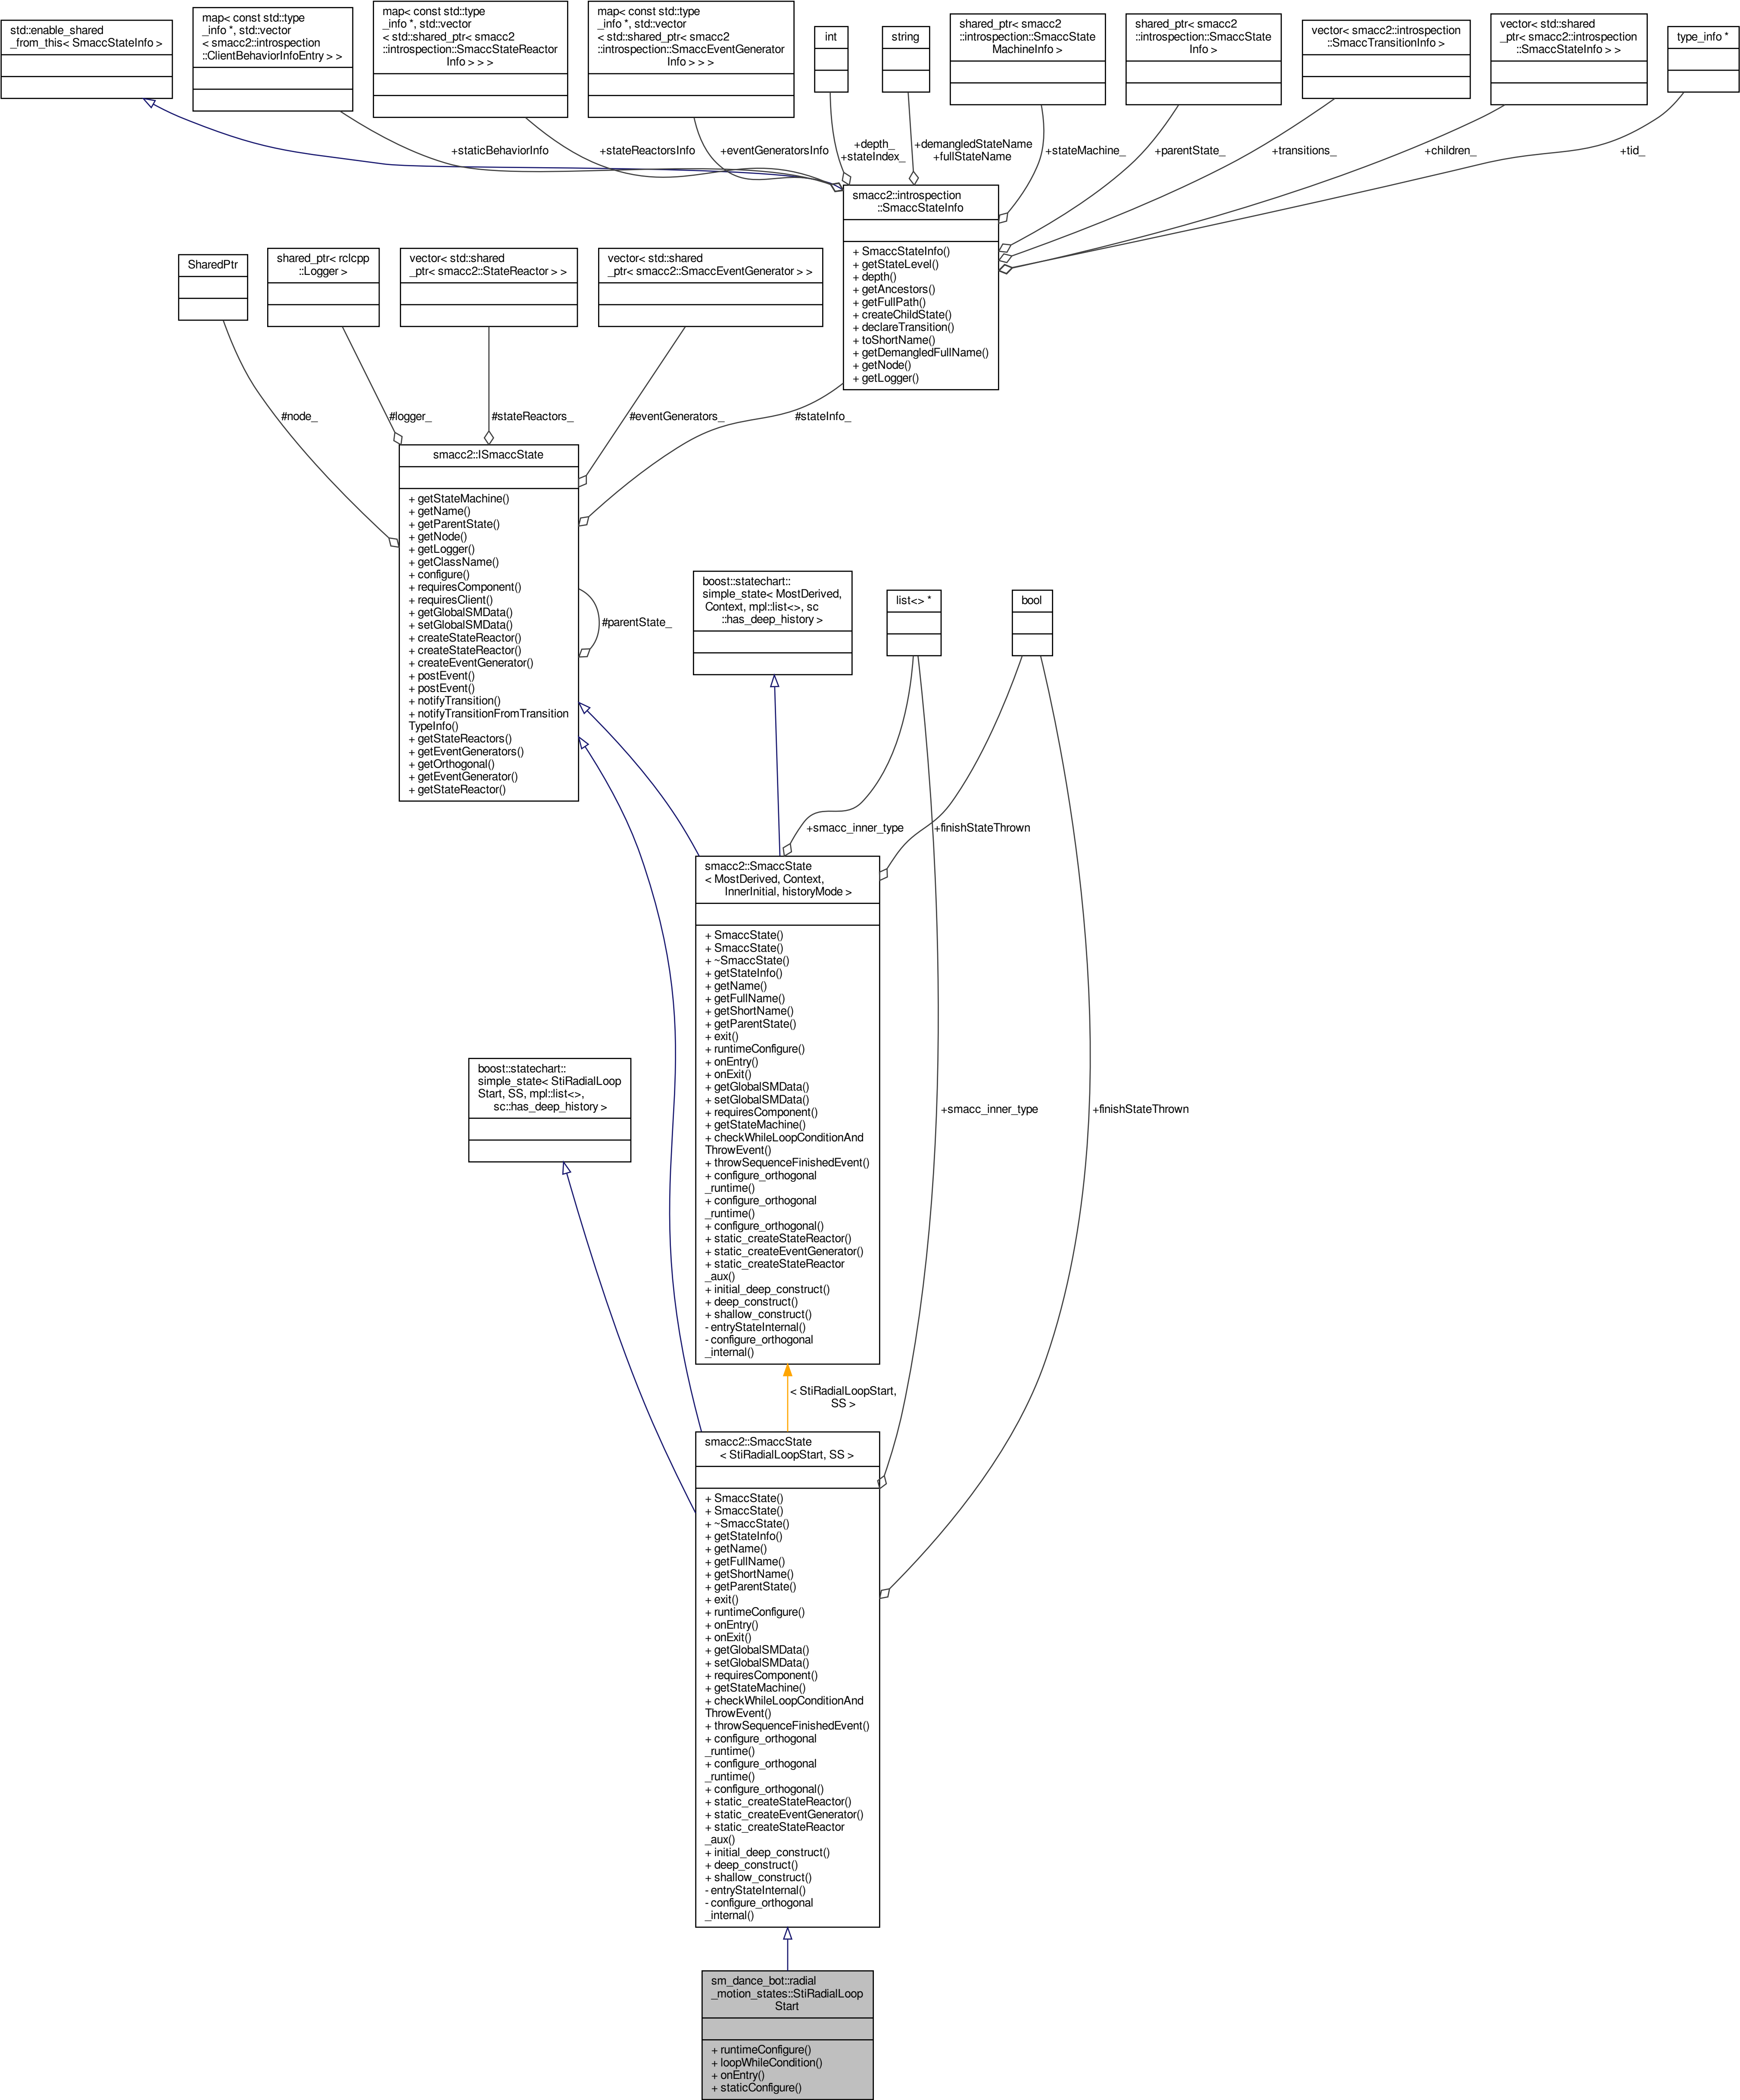 std::enable_shared
_from_this< SmaccStateInfo >
map< const std::type
_info *, std::vector
< smacc2::introspection
::ClientBehaviorInfoEntry > >
map< const std::type
_info *, std::vector
< std::shared_ptr< smacc2
::introspection::SmaccStateReactor
Info > > >
map< const std::type
_info *, std::vector
< std::shared_ptr< smacc2
::introspection::SmaccEventGenerator
Info > > >
int
string
shared_ptr< smacc2
::introspection::SmaccState
MachineInfo >
shared_ptr< smacc2
::introspection::SmaccState
Info >
vector< smacc2::introspection
::SmaccTransitionInfo >
vector< std::shared
_ptr< smacc2::introspection
::SmaccStateInfo > >
type_info *
+staticBehaviorInfo
+stateReactorsInfo
+eventGeneratorsInfo
+depth_
+stateIndex_
+demangledStateName
+fullStateName
+stateMachine_
+parentState_
+transitions_
+children_
+tid_
smacc2::introspection
::SmaccStateInfo
+ SmaccStateInfo()
+ getStateLevel()
+ depth()
+ getAncestors()
+ getFullPath()
+ createChildState()
+ declareTransition()
+ toShortName()
+ getDemangledFullName()
+ getNode()
+ getLogger()
SharedPtr
shared_ptr< rclcpp
::Logger >
vector< std::shared
_ptr< smacc2::StateReactor > >
vector< std::shared
_ptr< smacc2::SmaccEventGenerator > >
#node_
#logger_
#stateReactors_
#eventGenerators_
#stateInfo_
smacc2::ISmaccState
+ getStateMachine()
+ getName()
+ getParentState()
+ getNode()
+ getLogger()
+ getClassName()
+ configure()
+ requiresComponent()
+ requiresClient()
+ getGlobalSMData()
+ setGlobalSMData()
+ createStateReactor()
+ createStateReactor()
+ createEventGenerator()
+ postEvent()
+ postEvent()
+ notifyTransition()
+ notifyTransitionFromTransition
TypeInfo()
+ getStateReactors()
+ getEventGenerators()
+ getOrthogonal()
+ getEventGenerator()
+ getStateReactor()
#parentState_
boost::statechart::
simple_state< MostDerived,
Context, mpl::list<>, sc
::has_deep_history >
list<> *
bool
+smacc_inner_type
+finishStateThrown
smacc2::SmaccState
< MostDerived, Context,
InnerInitial, historyMode >
+ SmaccState()
+ SmaccState()
+ ~SmaccState()
+ getStateInfo()
+ getName()
+ getFullName()
+ getShortName()
+ getParentState()
+ exit()
+ runtimeConfigure()
+ onEntry()
+ onExit()
+ getGlobalSMData()
+ setGlobalSMData()
+ requiresComponent()
+ getStateMachine()
+ checkWhileLoopConditionAnd
ThrowEvent()
+ throwSequenceFinishedEvent()
+ configure_orthogonal
_runtime()
+ configure_orthogonal
_runtime()
+ configure_orthogonal()
+ static_createStateReactor()
+ static_createEventGenerator()
+ static_createStateReactor
_aux()
+ initial_deep_construct()
+ deep_construct()
+ shallow_construct()
- entryStateInternal()
- configure_orthogonal
_internal()
boost::statechart::
simple_state< StiRadialLoop
Start, SS, mpl::list<>,
sc::has_deep_history >
+smacc_inner_type
+finishStateThrown
< StiRadialLoopStart,
SS >
smacc2::SmaccState
< StiRadialLoopStart, SS >
+ SmaccState()
+ SmaccState()
+ ~SmaccState()
+ getStateInfo()
+ getName()
+ getFullName()
+ getShortName()
+ getParentState()
+ exit()
+ runtimeConfigure()
+ onEntry()
+ onExit()
+ getGlobalSMData()
+ setGlobalSMData()
+ requiresComponent()
+ getStateMachine()
+ checkWhileLoopConditionAnd
ThrowEvent()
+ throwSequenceFinishedEvent()
+ configure_orthogonal
_runtime()
+ configure_orthogonal
_runtime()
+ configure_orthogonal()
+ static_createStateReactor()
+ static_createEventGenerator()
+ static_createStateReactor
_aux()
+ initial_deep_construct()
+ deep_construct()
+ shallow_construct()
- entryStateInternal()
- configure_orthogonal
_internal()
sm_dance_bot::radial
_motion_states::StiRadialLoop
Start
+ runtimeConfigure()
+ loopWhileCondition()
+ onEntry()
+ staticConfigure()